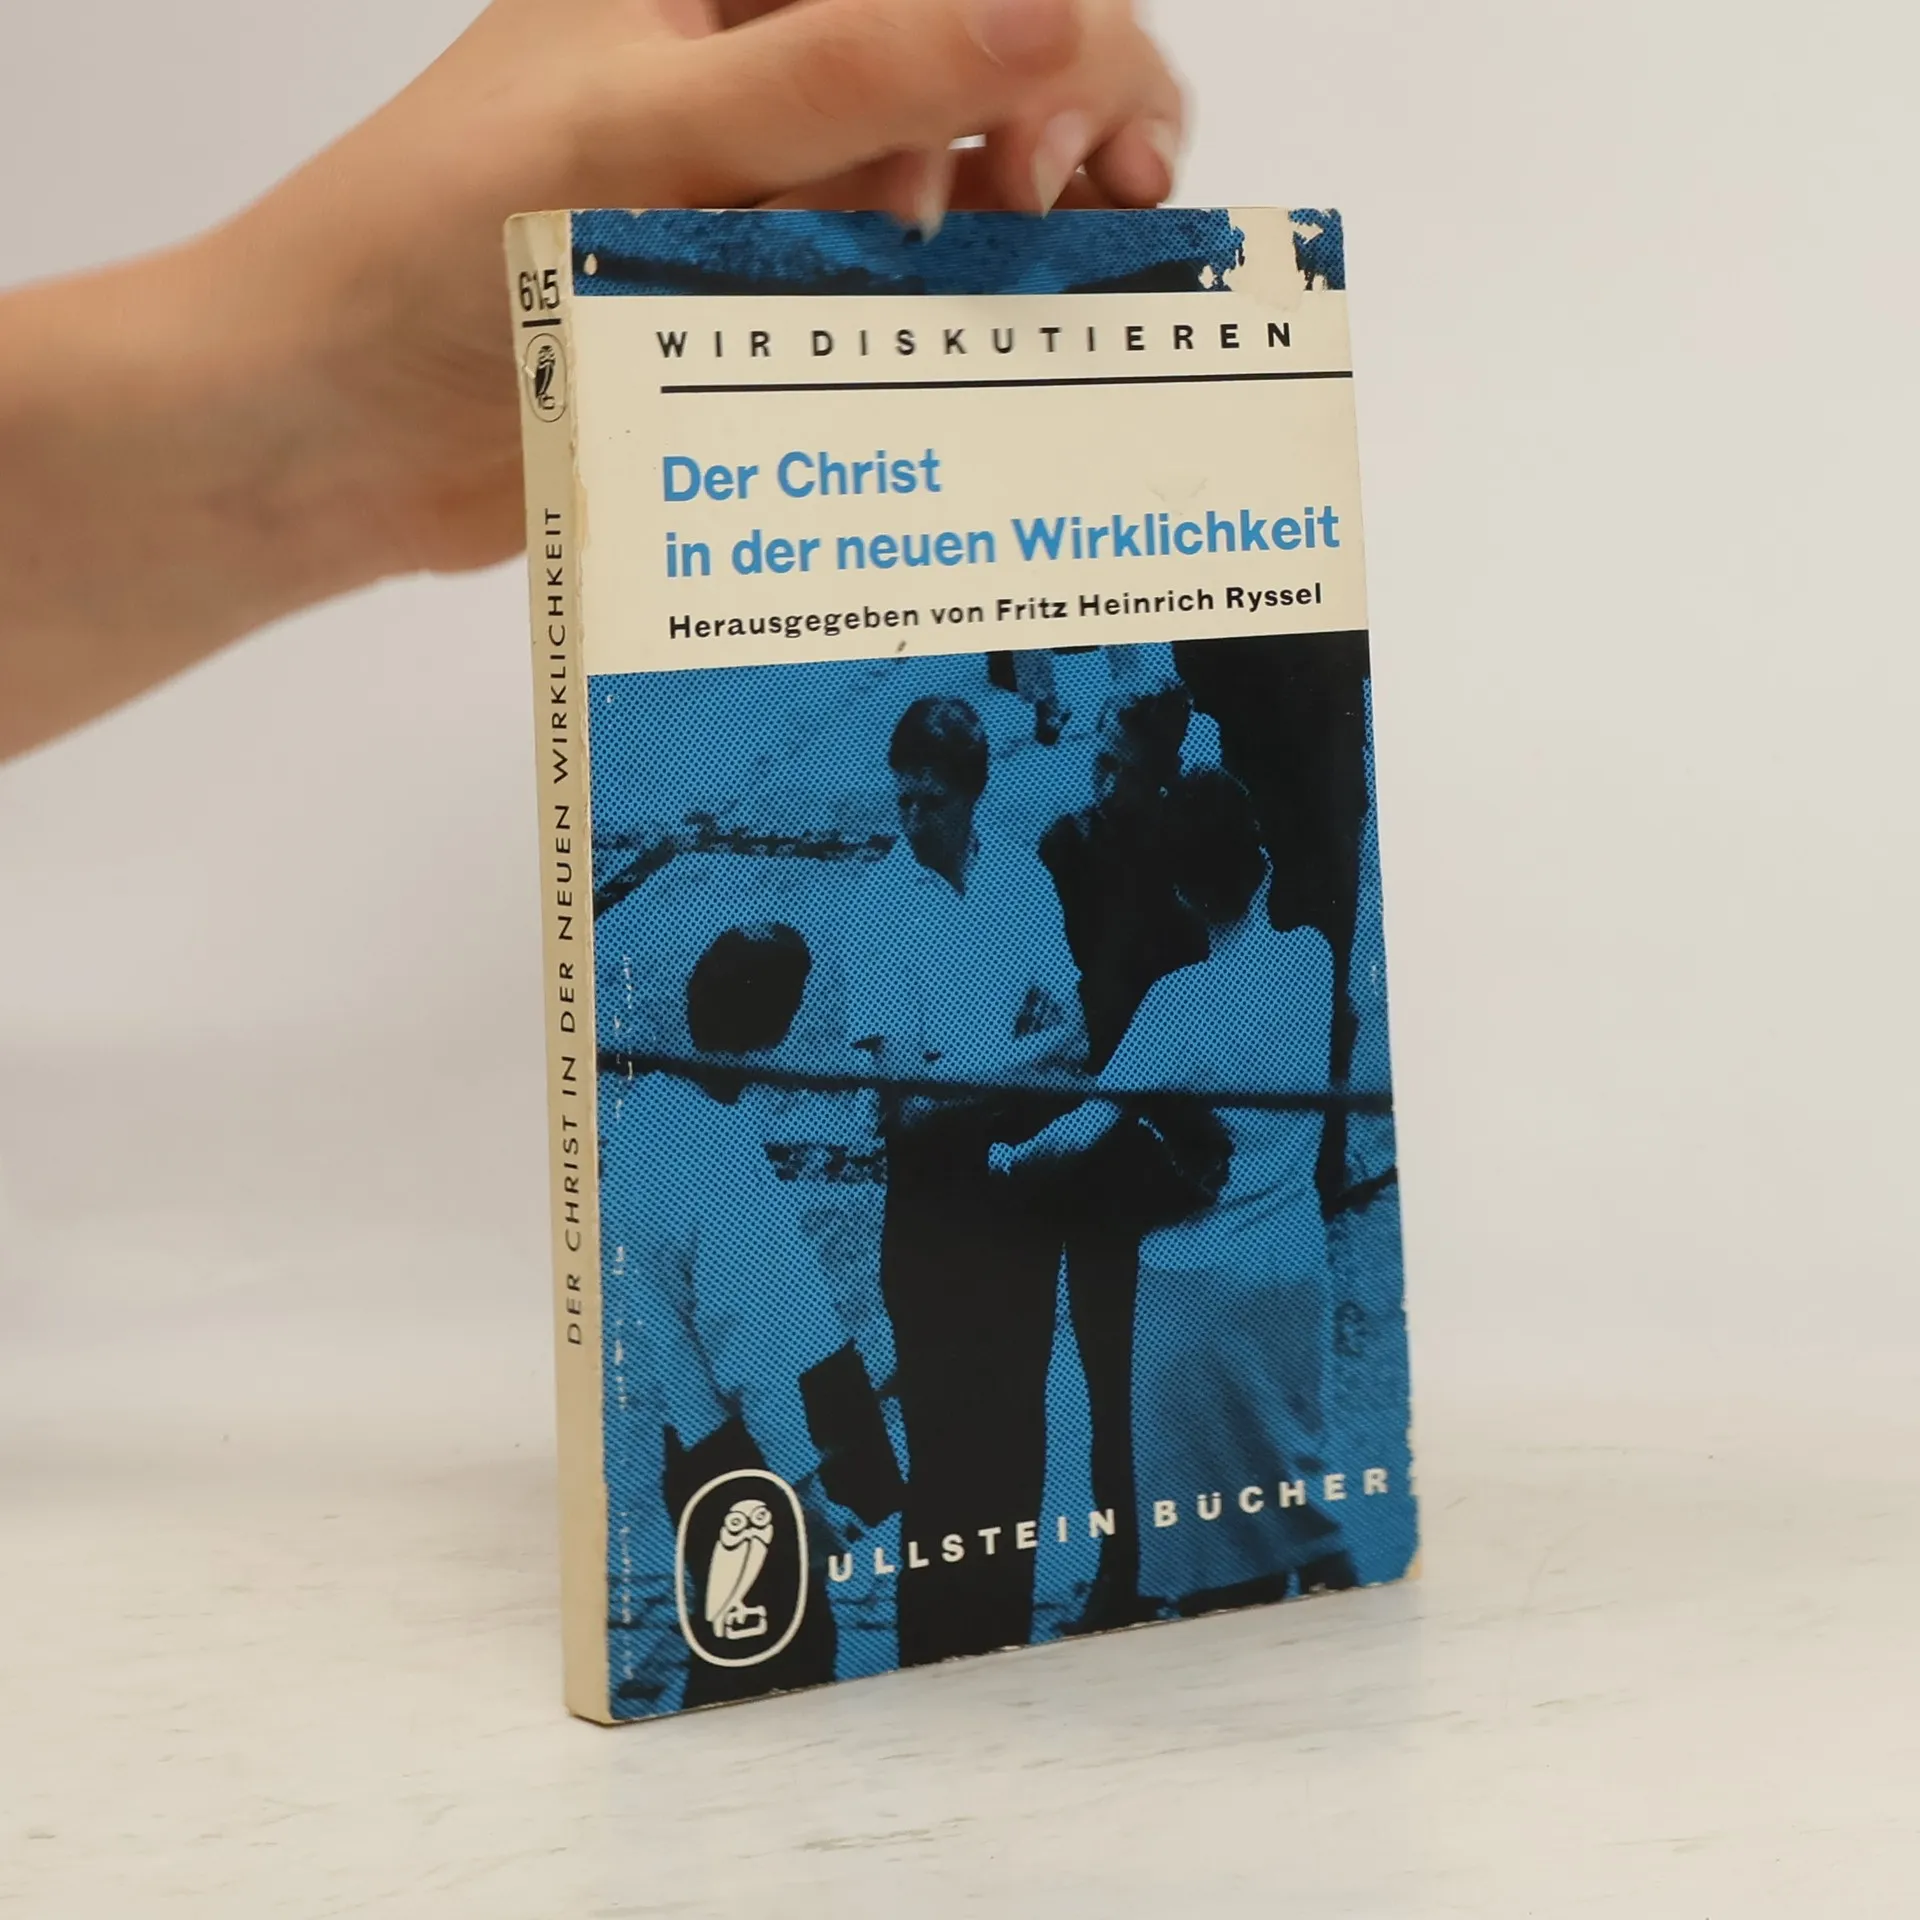 615
DER CHRIST IN DER NEUEN WIRKLICHKEIT
WIR DISKUTIEREN
Der Christ
in der neuen Wirklichkeit
Herausgegeben von Fritz Heinrich Ryssel
ULLSTEIN BÜCHER